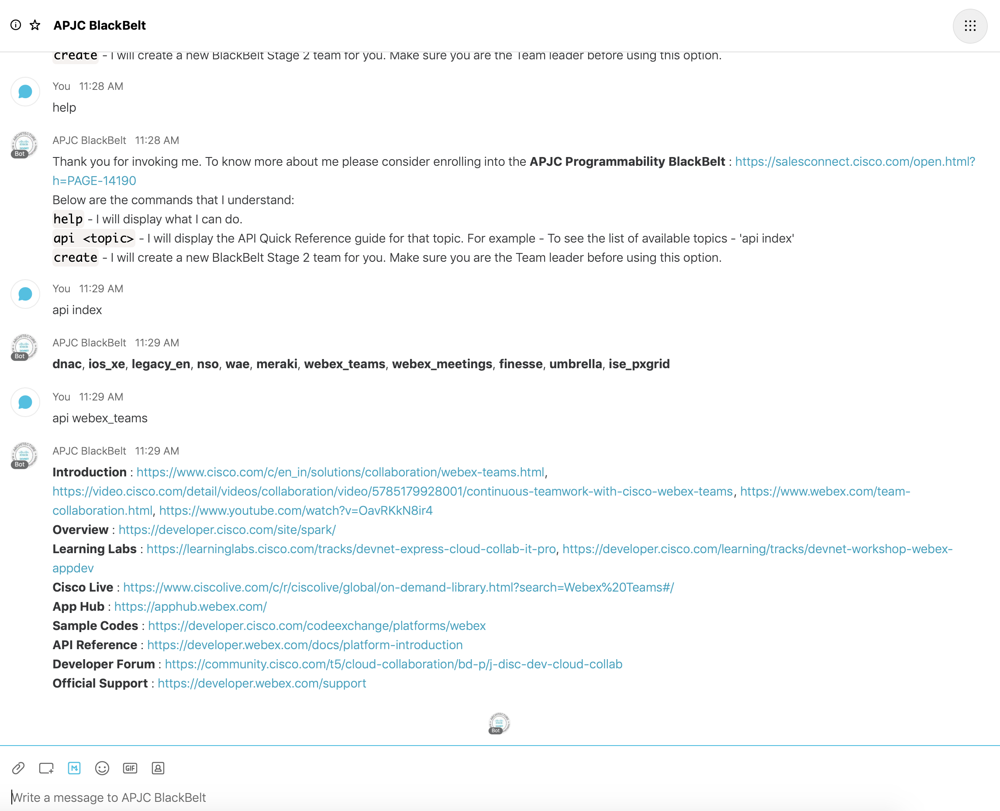 APJC BlackBelt
create - I will create a new BlackBelt Stage 2 team for you. Make sure you are the Team leader before using this option.
You 11:28 AM
help
ARCHITECTURE
CISCO
DEVNET
PARTNERS
Bot
APJC BlackBelt 11:28 AM
Thank you for invoking me. To know more about me please consider enrolling into the APJC Programmability BlackBelt : https://salesconnect.cisco.com/open.html?
h=PAGE-14190
Below are the commands that I understand:
help - I will display what I can do.
api <topic> - I will display the API Quick Reference guide for that topic. For example - To see the list of available topics - 'api index'
create - I will create a new BlackBelt Stage 2 team for you. Make sure you are the Team leader before using this option.
You 11:29 AM
api index
ARCHITECTURE
CISCO
DEVNET
PARTNERS
Bot
APJC BlackBelt 11:29 AM
dnac, ios_xe, legacy_en, nso, wae, meraki, webex_teams, webex_meetings, finesse, umbrella, ise_pxgrid
You 11:29 AM
api webex_teams
ARCHITECTURE
CISCO
DEVNET
PARTNERS
Bot
APJC BlackBelt 11:29 AM
Introduction : https://www.cisco.com/c/en_in/solutions/collaboration/webex-teams.html,
https://video.cisco.com/detail/videos/collaboration/video/5785179928001/continuous-teamwork-with-cisco-webex-teams, https://www.webex.com/team-
collaboration.html, https://www.youtube.com/watch?v=OavRKkN8ir4
Overview : https://developer.cisco.com/site/spark/
Learning Labs : https://learninglabs.cisco.com/tracks/devnet-express-cloud-collab-it-pro, https://developer.cisco.com/learning/tracks/devnet-workshop-webex-
appdev
Cisco Live : https://www.ciscolive.com/c/r/ciscolive/global/on-demand-library.html?search=Webex%20Teams#/
App Hub : https://apphub.webex.com/
Sample Codes : https://developer.cisco.com/codeexchange/platforms/webex
API Reference : https://developer.webex.com/docs/platform-introduction
Developer Forum : https://community.cisco.com/t5/cloud-collaboration/bd-p/j-disc-dev-cloud-collab
Official Support : https://developer.webex.com/support
ARCHITECTURE
CISCO
Bot
M
GIF
Write a message to APJC BlackBelt